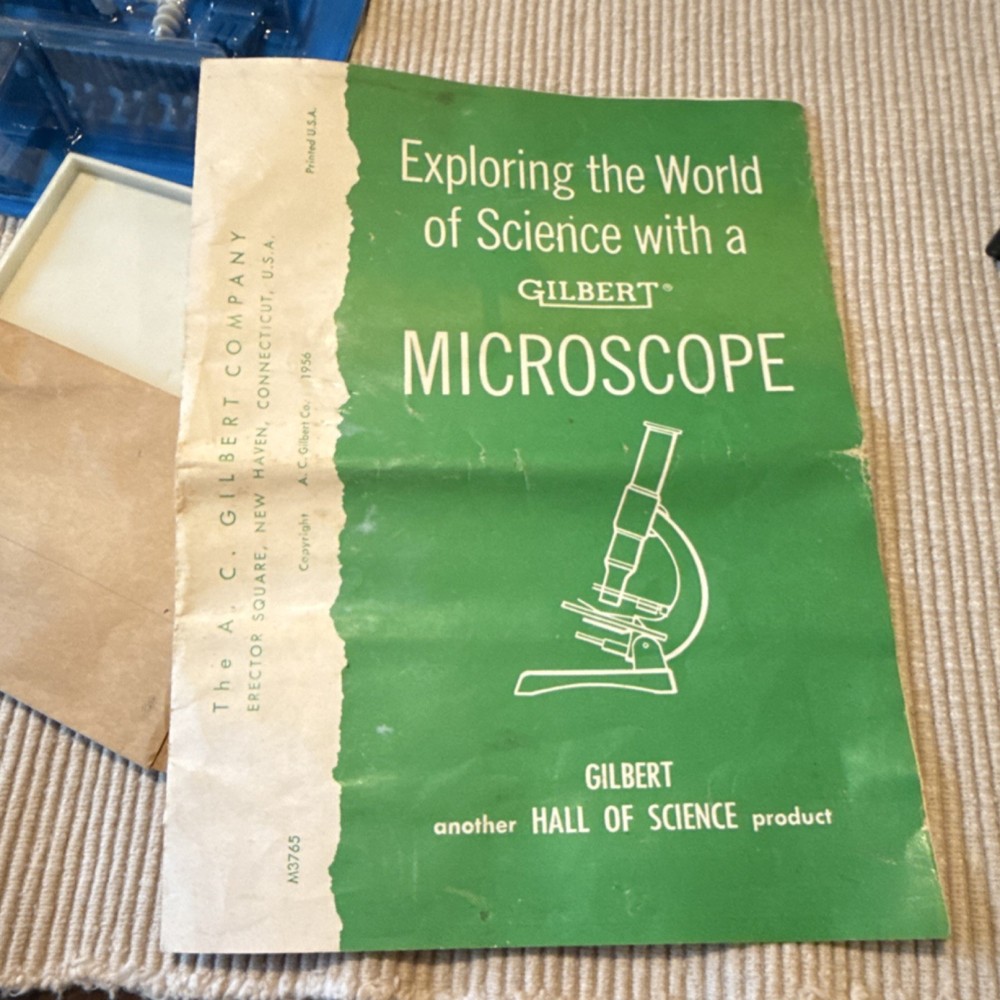 Exploring the World
of Science with a
GILBERT®
MICROSCOPE
GILBERT
another HALL OF SCIENCE product
The A. C. GILBERT COMPANY
ERECTOR SQUARE, NEW HAVEN, CONNECTICUT, U.S.A.
Copyright A. C. Gilbert Co. 1956
Printed U.S.A.
M3765